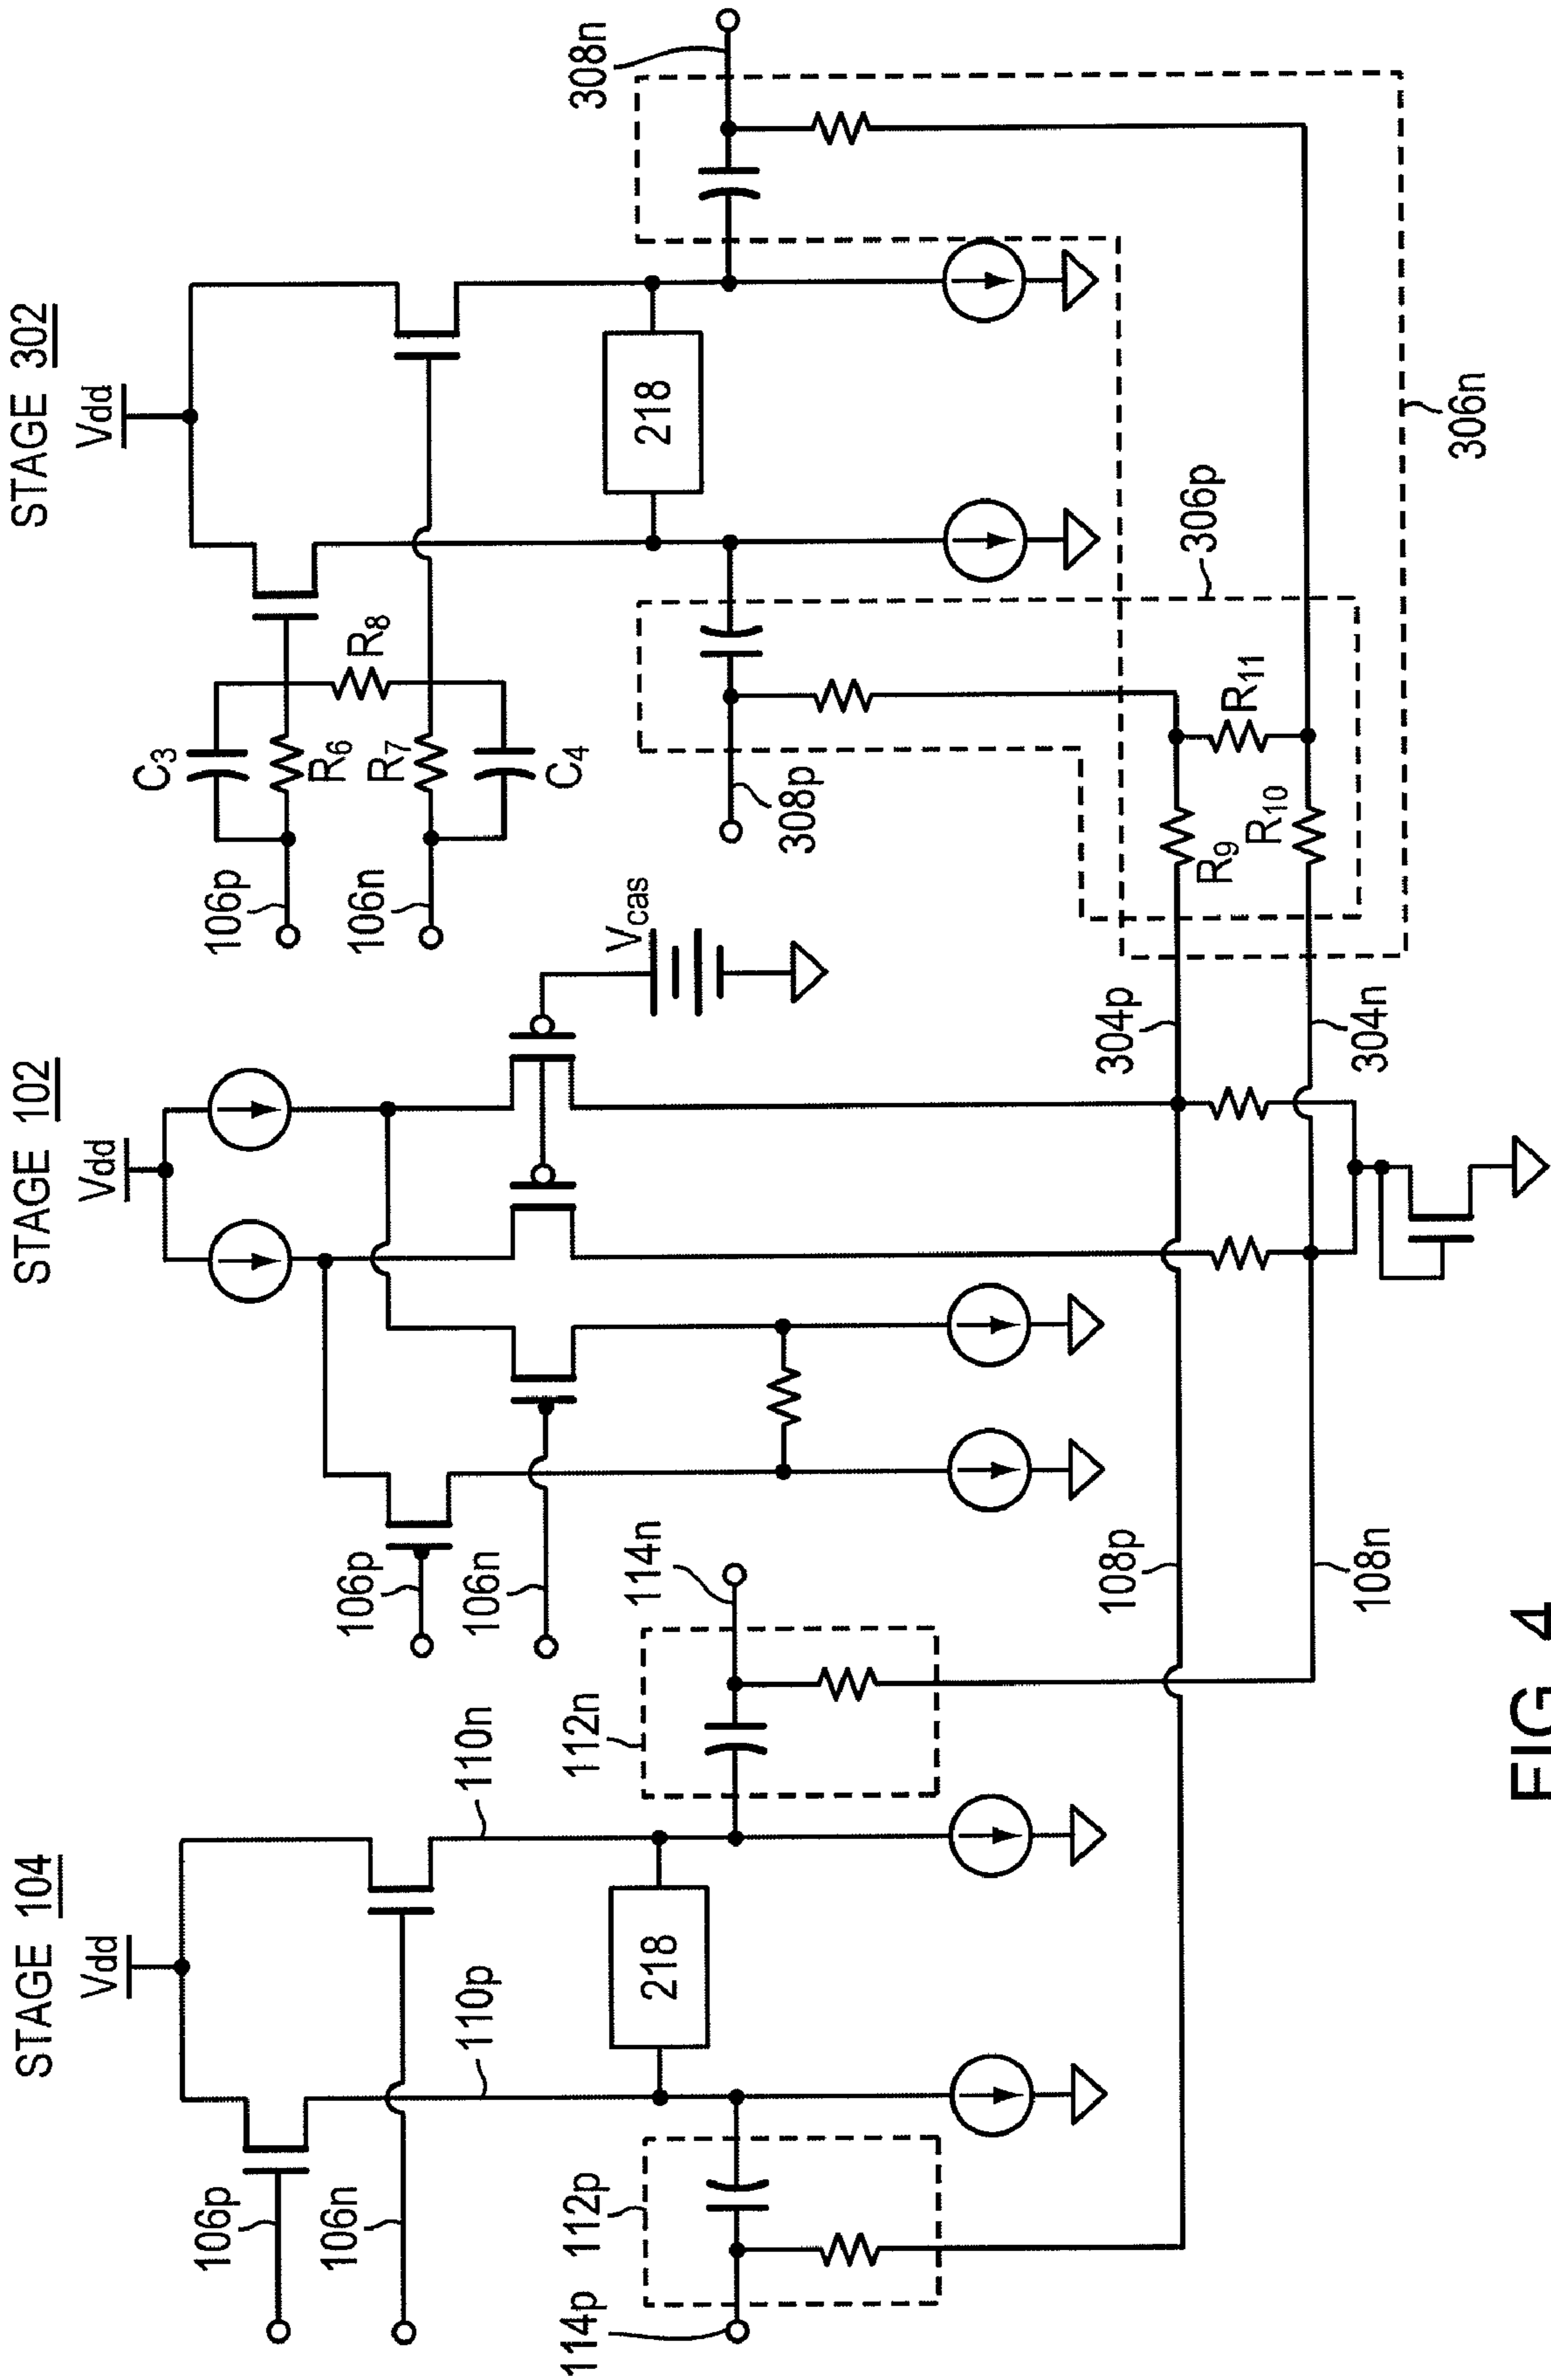 STAGE 104
Vdd
106p
106n
110p
110n
218
112p
114p
112n
114n
STAGE 102
Vdd
106p
106n
Vcas
108p
108n
304p
304n
STAGE 302
Vdd
106p
106n
C3
R6
R7
C4
R8
218
308p
308n
306p
306n
R9
R10
R11
FIG. 4